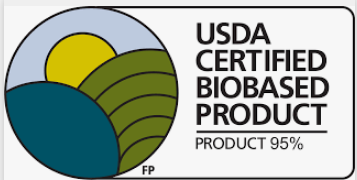 USDA
CERTIFIED
BIOBASED
PRODUCT
PRODUCT 95%
FP